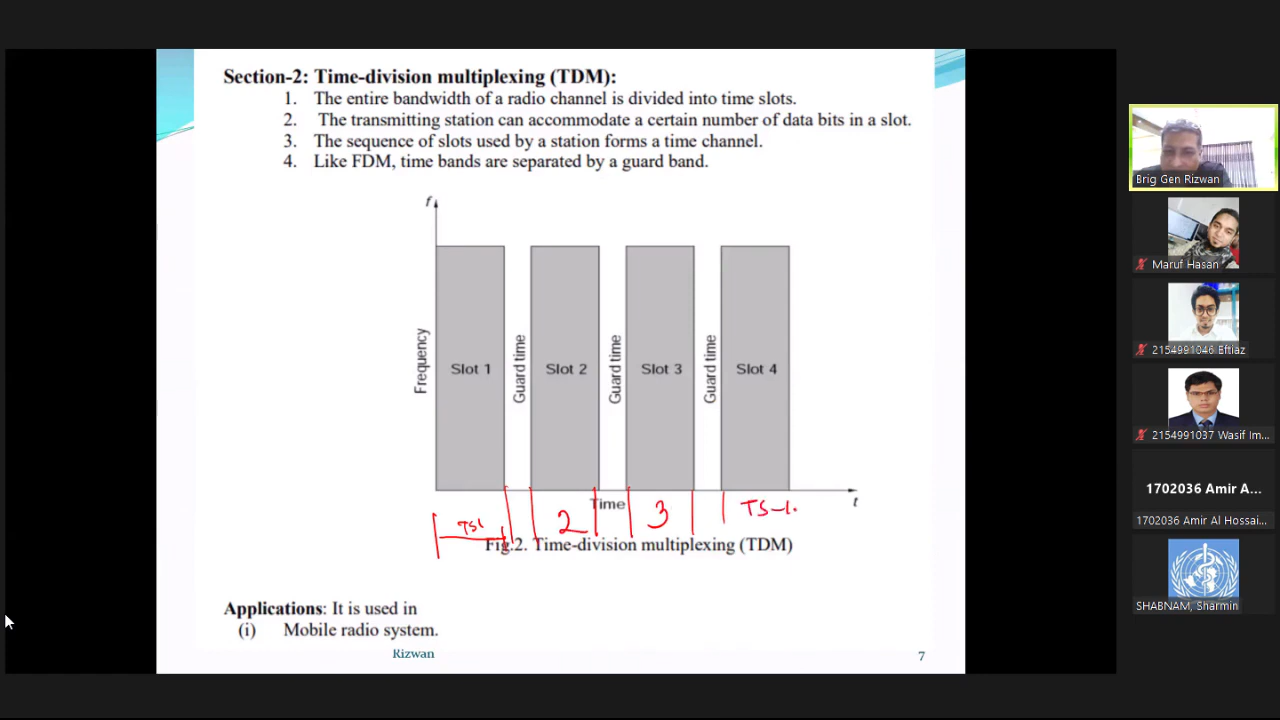 Section-2: Time-division multiplexing (TDM):
1. The entire bandwidth of a radio channel is divided into time slots.
2. The transmitting station can accommodate a certain number of data bits in a slot.
3. The sequence of slots used by a station forms a time channel.
4. Like FDM, time bands are separated by a guard band.
f
Frequency
Slot 1
Guard time
Slot 2
Guard time
Slot 3
Guard time
Slot 4
Time
t
TS1
2
3
Fig.2. Time-division multiplexing (TDM)
Applications: It is used in
(i) Mobile radio system.
Rizwan
7
Brig Gen Rizwan
Maruf Hasan
2154991046 Eftiaz
2154991037 Wasif Im...
1702036 Amir A...
1702036 Amir Al Hossai...
SHABNAM, Sharmin